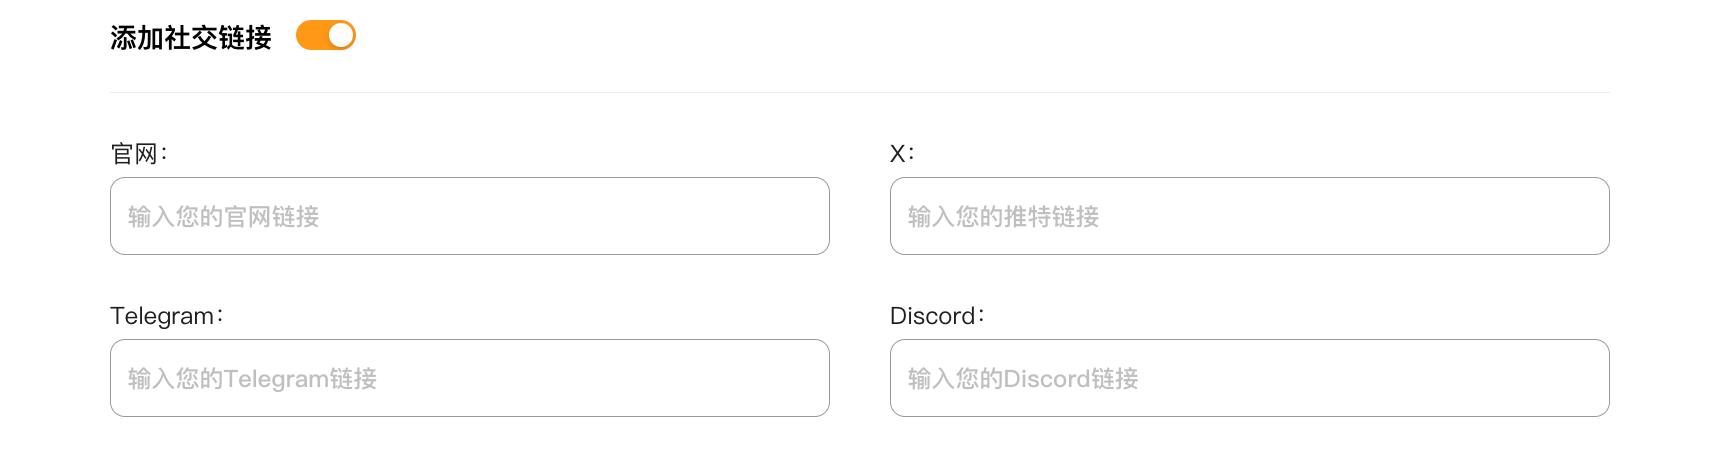 添加社交链接
官网：
X：
输入您的官网链接
输入您的推特链接
Telegram：
Discord：
输入您的Telegram链接
输入您的Discord链接